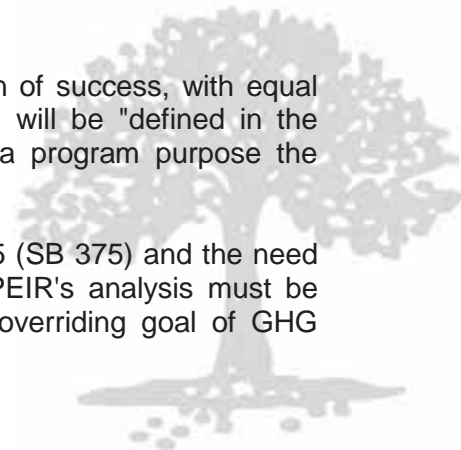 n of success, with equal
will be "defined in the
a program purpose the
5 (SB 375) and the need
PEIR's analysis must be
overriding goal of GHG